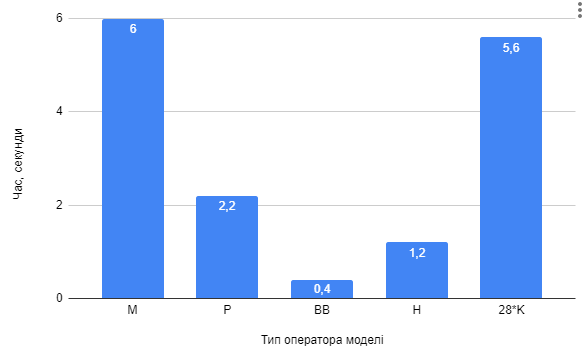 6
4
2
0
Час, секунди
6
2,2
0,4
1,2
5,6
М
Р
ВВ
Н
28*К
Тип оператора моделі